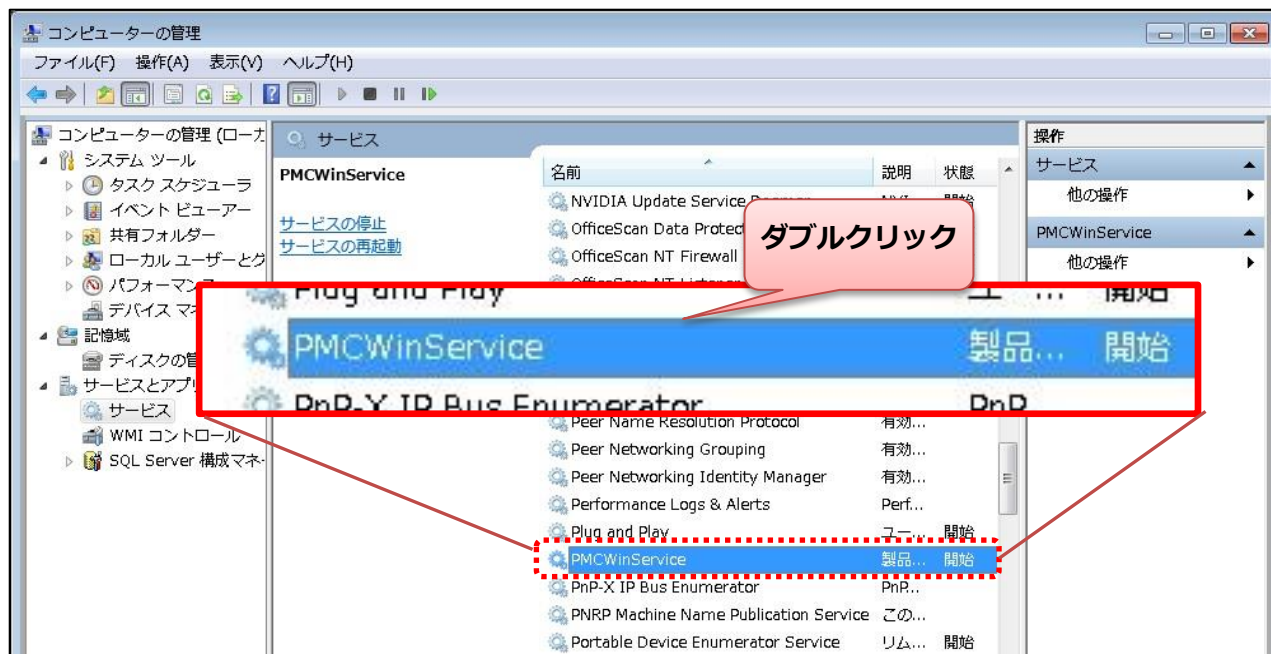 コンピューターの管理
ファイル(F) 操作(A) 表示(V) ヘルプ(H)
コンピューターの管理 (ローカ
システム ツール
タスク スケジューラ
イベント ビューアー
共有フォルダー
ローカル ユーザーとグ
パフォーマンス
デバイス マネ
記憶域
ディスクの管
サービスとアプリ
サービス
WMI コントロール
SQL Server 構成マネ
サービス
PMCWinService
サービスの停止
サービスの再起動
名前 説明 状態
NVIDIA Update Service Daemon NVI... 開始
OfficeScan Data Protect
OfficeScan NT Firewall
OfficeScan NT Listener
ダブルクリック
Plug and Play ユー... 開始
PMCWinService 製品... 開始
PnP-X IP Bus Enumerator PnP
Peer Name Resolution Protocol 有効...
Peer Networking Grouping 有効...
Peer Networking Identity Manager 有効...
Performance Logs & Alerts Perf...
Plug and Play ユー... 開始
PMCWinService 製品... 開始
PnP-X IP Bus Enumerator PnP...
PNRP Machine Name Publication Service この...
Portable Device Enumerator Service リム... 開始
操作
サービス
他の操作
PMCWinService
他の操作